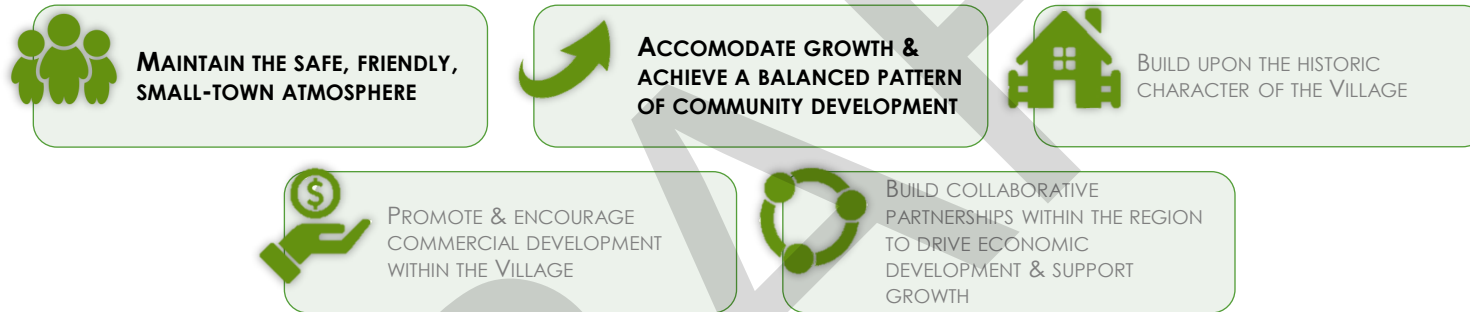 MAINTAIN THE SAFE, FRIENDLY,
SMALL-TOWN ATMOSPHERE
ACCOMODATE GROWTH &
ACHIEVE A BALANCED PATTERN
OF COMMUNITY DEVELOPMENT
BUILD UPON THE HISTORIC
CHARACTER OF THE VILLAGE
$
PROMOTE & ENCOURAGE
COMMERCIAL DEVELOPMENT
WITHIN THE VILLAGE
BUILD COLLABORATIVE
PARTNERSHIPS WITHIN THE REGION
TO DRIVE ECONOMIC
DEVELOPMENT & SUPPORT
GROWTH